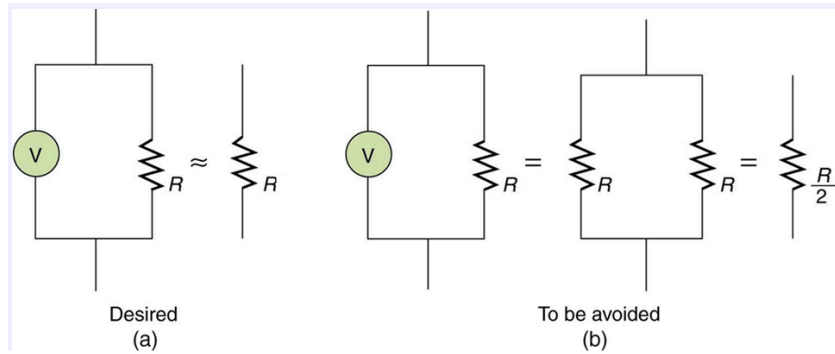 V
R
≈
R
V
R
=
R
R
=
R/2
Desired
(a)
To be avoided
(b)